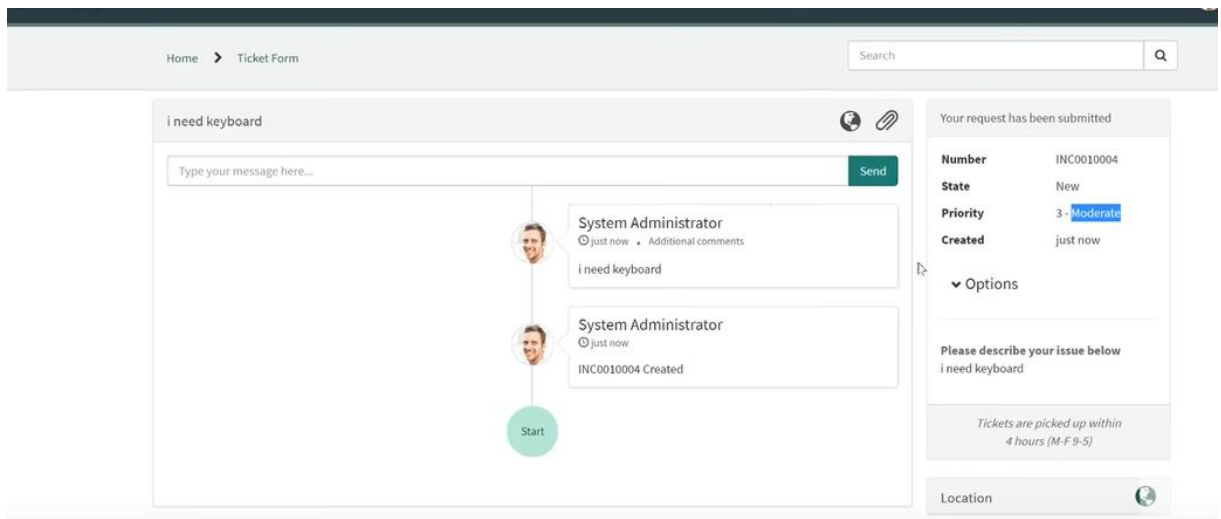 Home Ticket Form
Search
i need keyboard
Type your message here...
Send
System Administrator
just now • Additional comments
i need keyboard
System Administrator
just now
INC0010004 Created
Start
Your request has been submitted
Number INC0010004
State New
Priority 3 - Moderate
Created just now
Options
Please describe your issue below
i need keyboard
Tickets are picked up within
4 hours (M-F 9-5)
Location